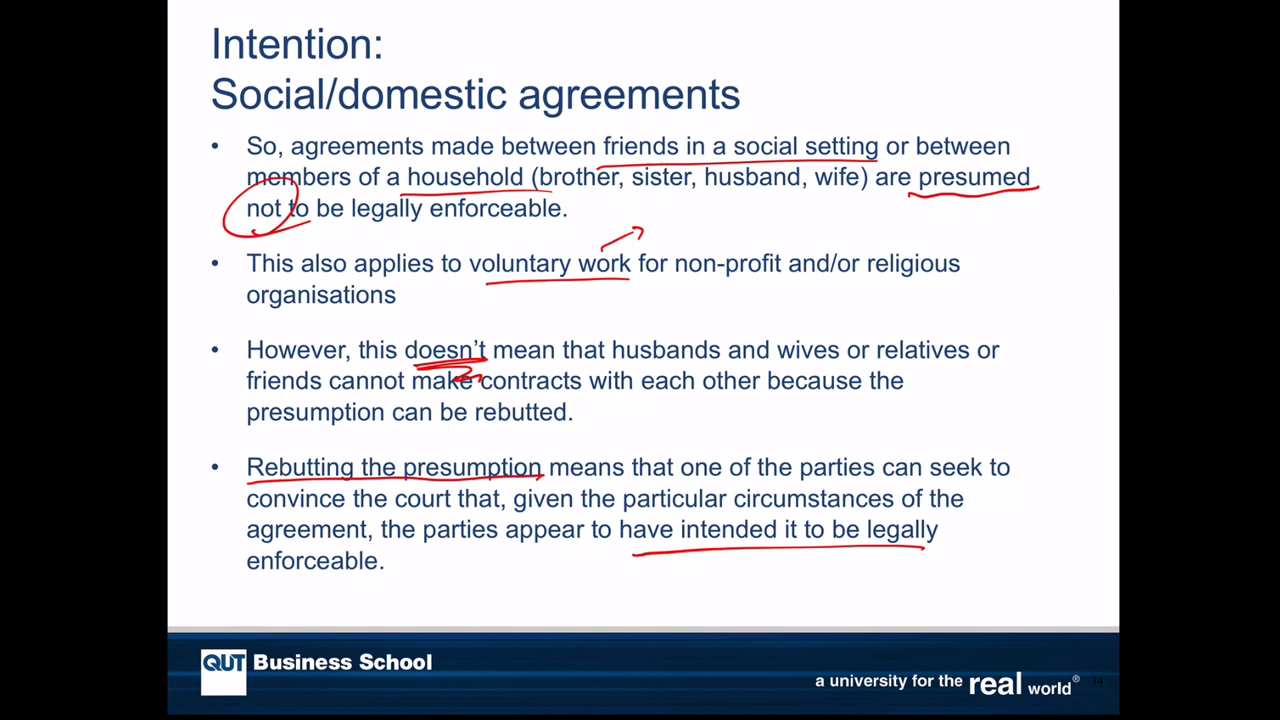 Intention:
Social/domestic agreements
• So, agreements made between friends in a social setting or between
members of a household (brother, sister, husband, wife) are presumed
not to be legally enforceable.
• This also applies to voluntary work for non-profit and/or religious
organisations
• However, this doesn't mean that husbands and wives or relatives or
friends cannot make contracts with each other because the
presumption can be rebutted.
• Rebutting the presumption means that one of the parties can seek to
convince the court that, given the particular circumstances of the
agreement, the parties appear to have intended it to be legally
enforceable.
QUT Business School
a university for the real world® 34